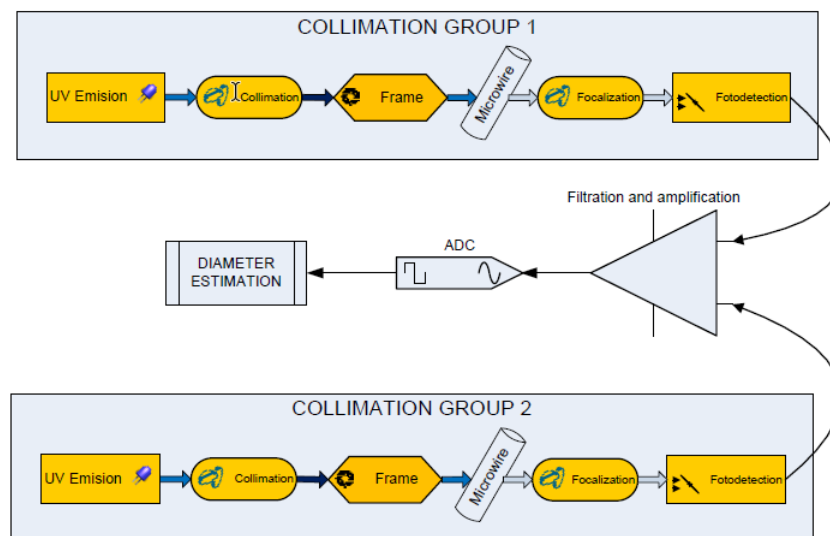 COLLIMATION GROUP 1
UV Emision
Collimation
Frame
Microwire
Focalization
Fotodetection
Filtration and amplification
ADC
DIAMETER
ESTIMATION
COLLIMATION GROUP 2
UV Emision
Collimation
Frame
Microwire
Focalization
Fotodetection